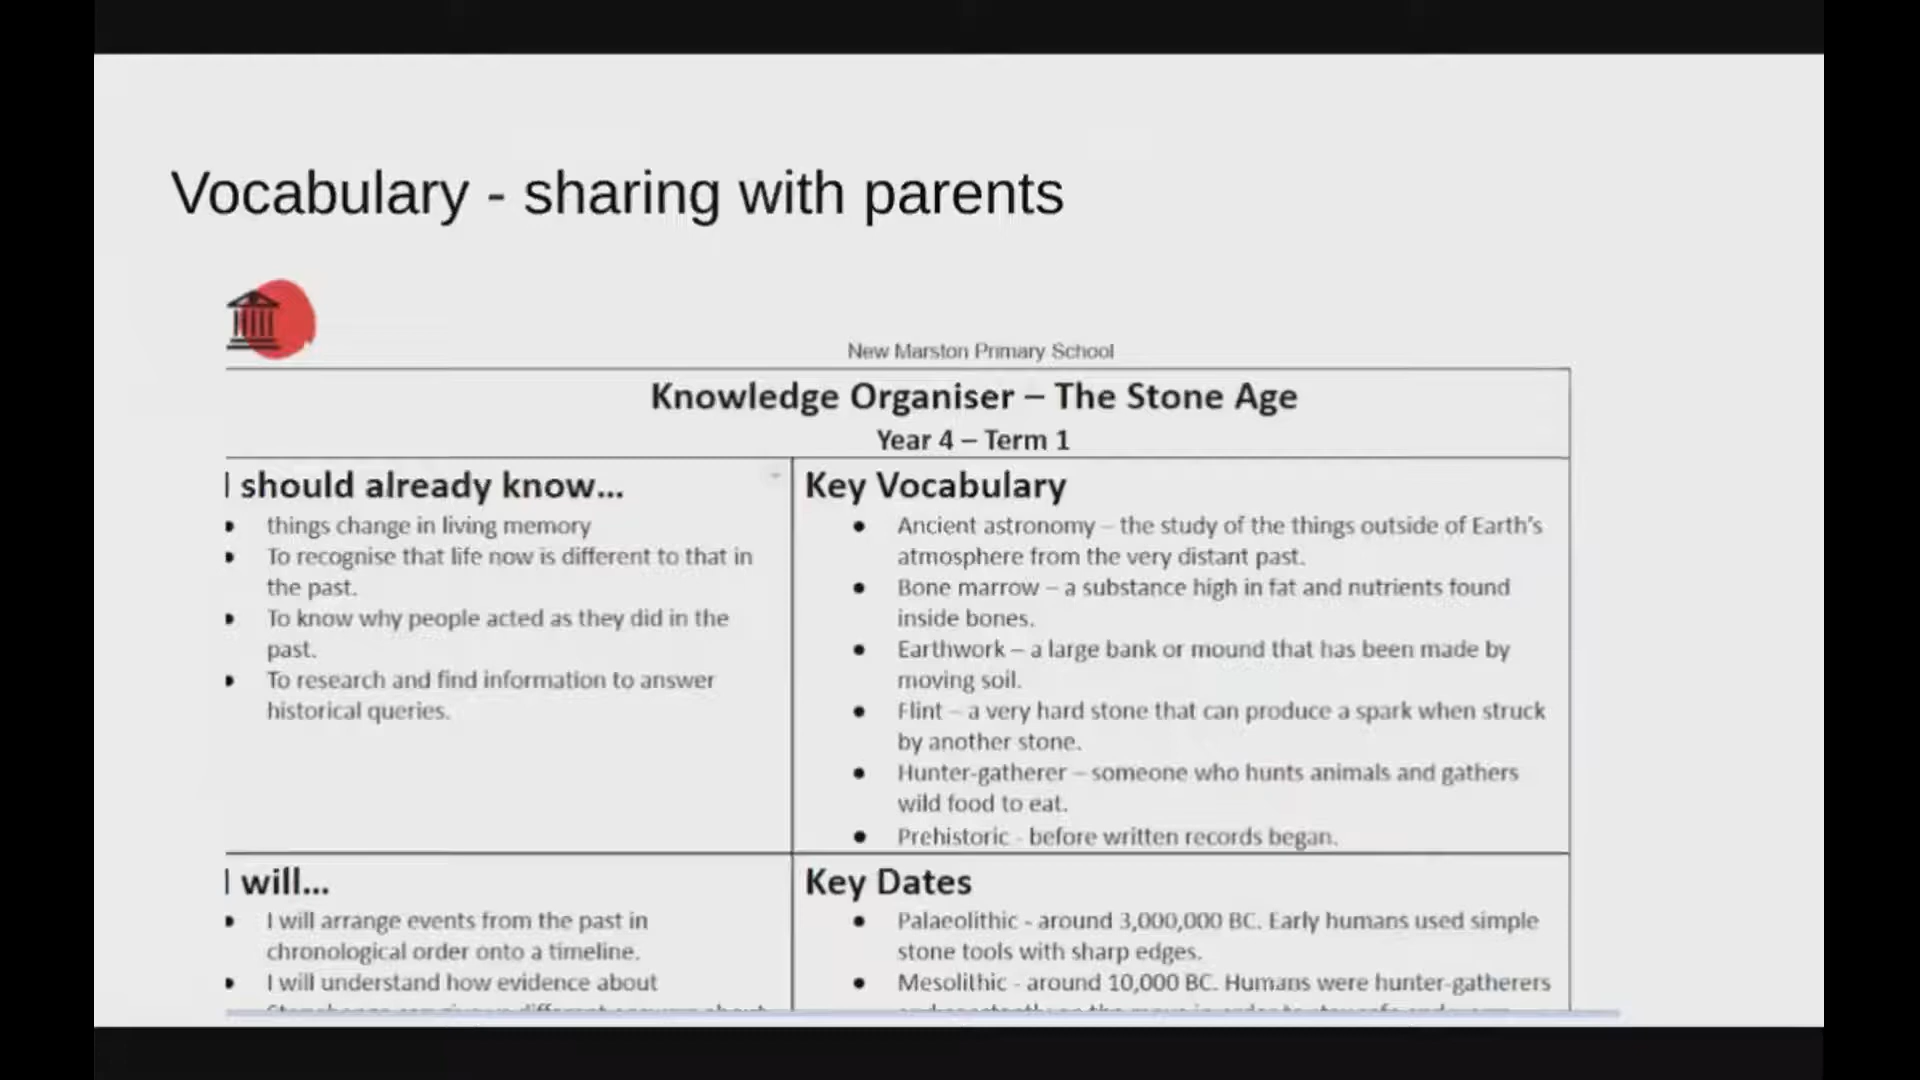 Vocabulary - sharing with parents
New Marston Primary School
Knowledge Organiser – The Stone Age
Year 4 – Term 1
I should already know...
things change in living memory
To recognise that life now is different to that in
the past.
To know why people acted as they did in the
past.
To research and find information to answer
historical queries.
Key Vocabulary
Ancient astronomy – the study of the things outside of Earth's
atmosphere from the very distant past.
Bone marrow – a substance high in fat and nutrients found
inside bones.
Earthwork – a large bank or mound that has been made by
moving soil.
Flint – a very hard stone that can produce a spark when struck
by another stone.
Hunter-gatherer – someone who hunts animals and gathers
wild food to eat.
Prehistoric - before written records began.
I will...
I will arrange events from the past in
chronological order onto a timeline.
I will understand how evidence about
Key Dates
Palaeolithic - around 3,000,000 BC. Early humans used simple
stone tools with sharp edges.
Mesolithic - around 10,000 BC. Humans were hunter-gatherers